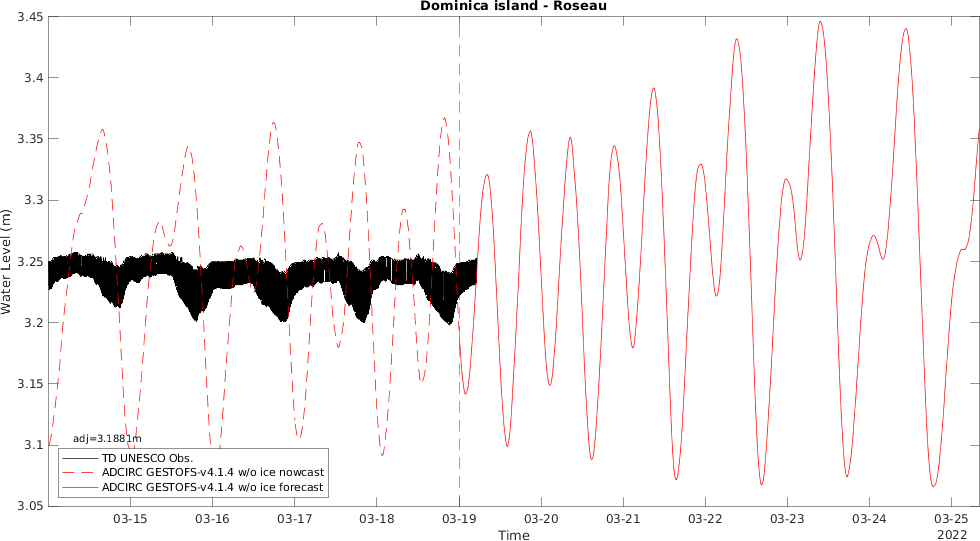 Dominica island - Roseau
3.45
3.4
3.35
3.3
3.25
3.2
3.15
3.1
3.05
Water Level (m)
adj=3.1881m
TD UNESCO Obs.
ADCIRC GESTOFS-v4.1.4 w/o ice nowcast
ADCIRC GESTOFS-v4.1.4 w/o ice forecast
03-15 03-16 03-17 03-18 03-19 03-20 03-21 03-22 03-23 03-24 03-25
Time 2022